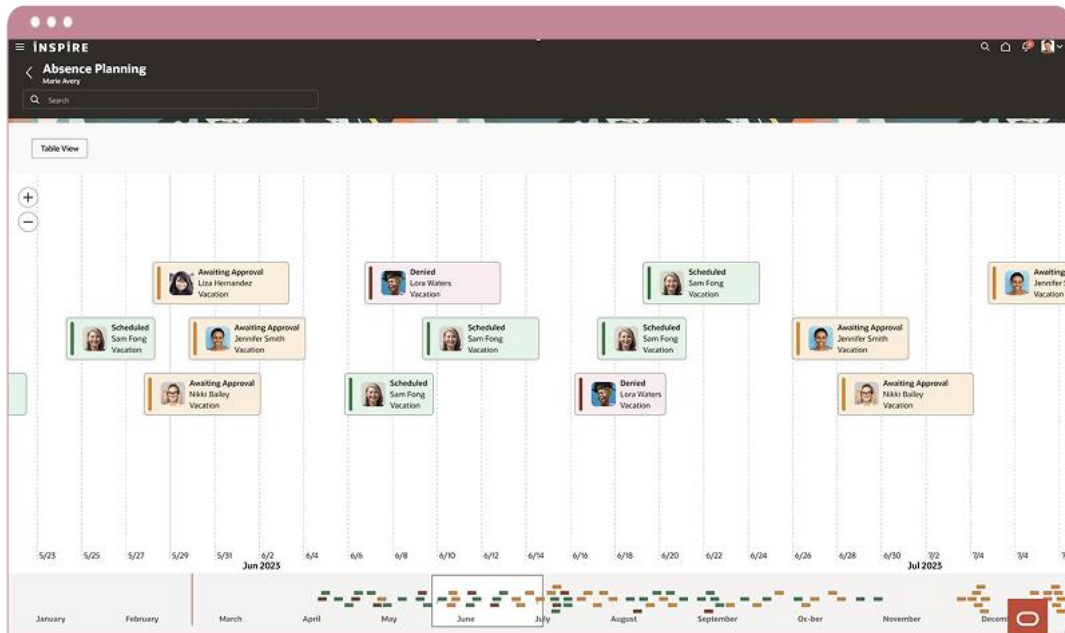 İNSPİRE
Absence Planning
Marie Avery
Search
Table View
Awaiting Approval
Liza Hernandez
Vacation
Denied
Lora Waters
Vacation
Scheduled
Sam Fong
Vacation
Awaiting
Jennifer S
Vacation
Scheduled
Sam Fong
Vacation
Awaiting Approval
Jennifer Smith
Vacation
Scheduled
Sam Fong
Vacation
Scheduled
Sam Fong
Vacation
Awaiting Approval
Jennifer Smith
Vacation
Awaiting Approval
Nikki Bailey
Vacation
Scheduled
Sam Fong
Vacation
Denied
Lora Waters
Vacation
Awaiting Approval
Nikki Bailey
Vacation
5/23 5/25 5/27 5/29 5/31 6/2 6/4 6/6 6/8 6/10 6/12 6/14 6/16 6/18 6/20 6/22 6/24 6/26 6/28 6/30 7/2 7/4 7/4
Jun 2023 Jul 2023
January February March April May June July August September Oc-ber November Decem